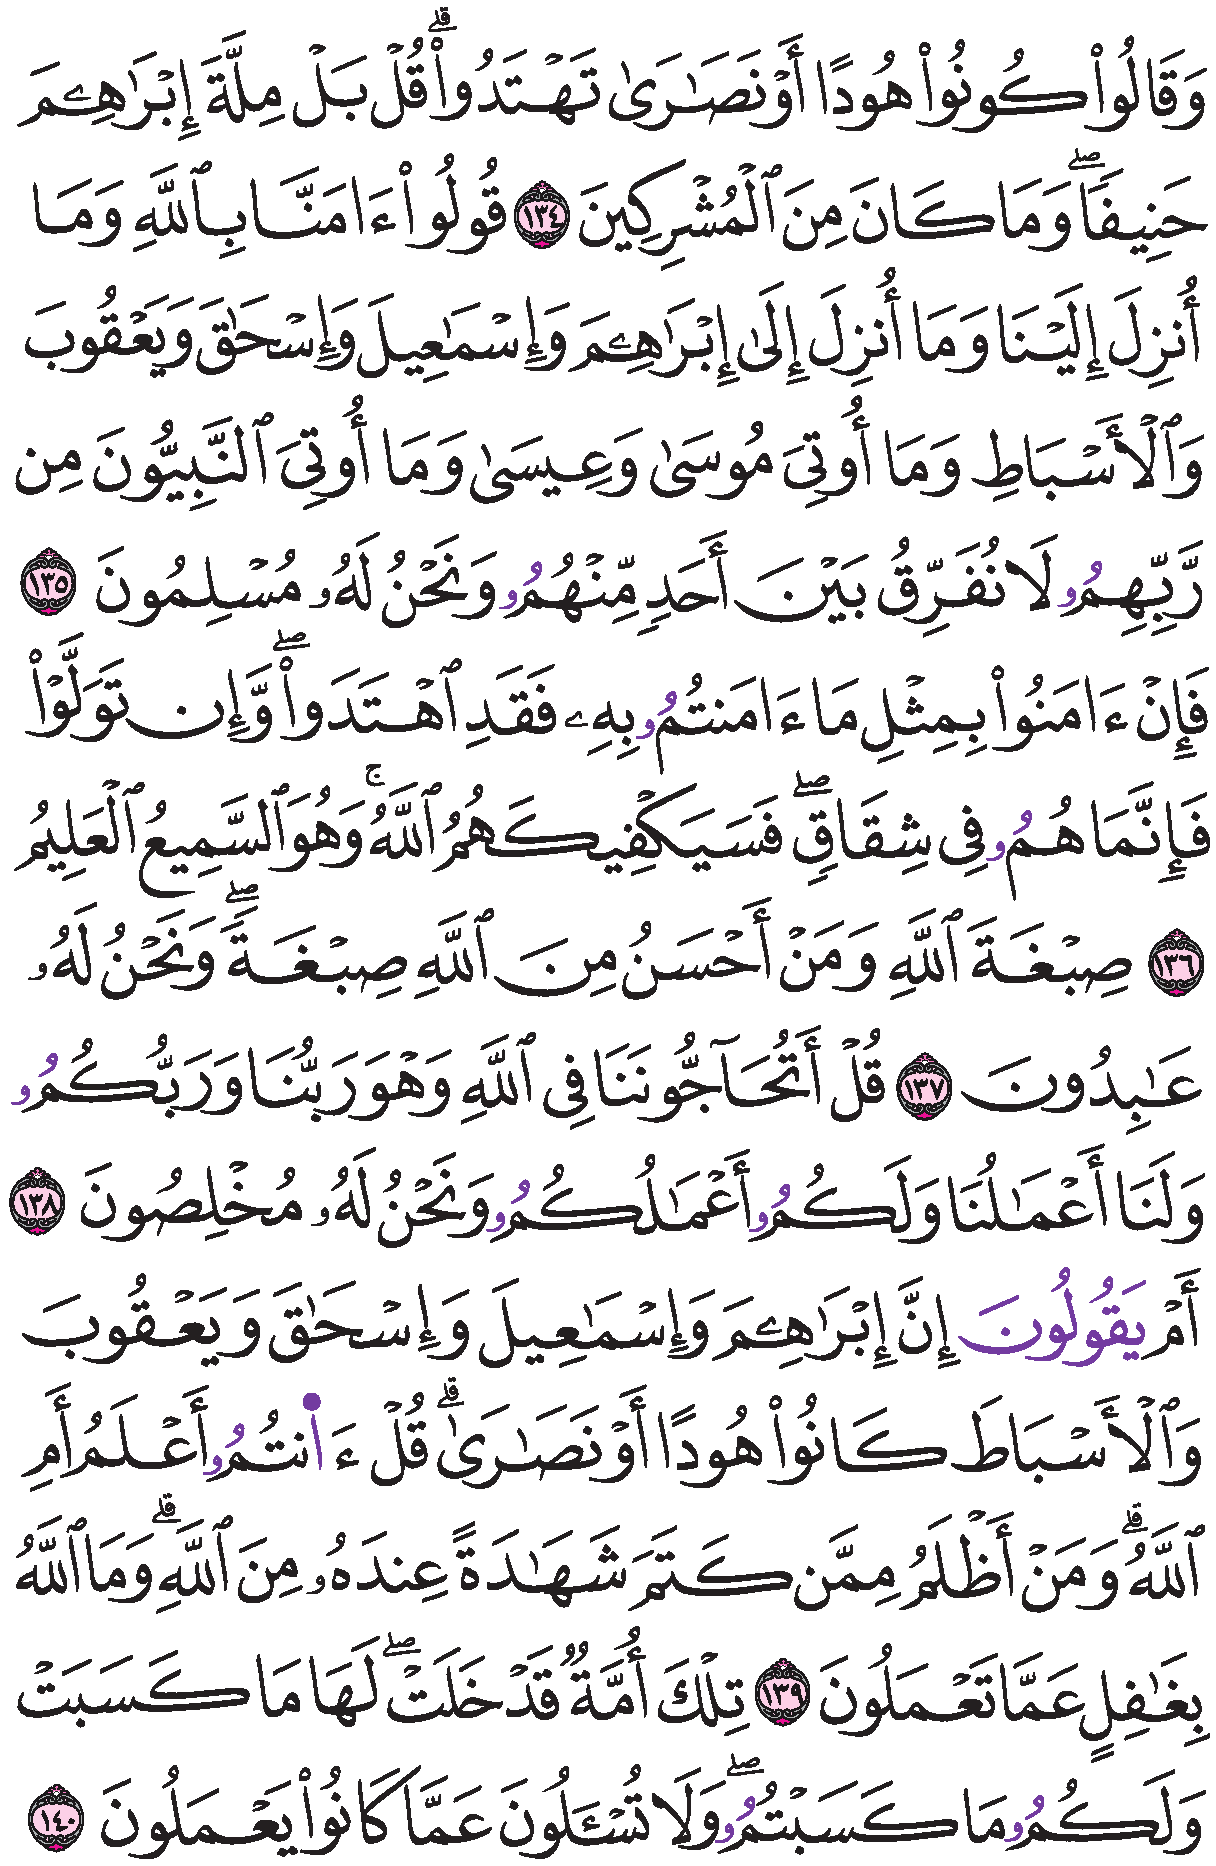 وَقَالُوا۟ كُونُوا۟ هُودًا أَوْ نَصَـٰرَىٰ تَهْتَدُوا۟ ۗ قُلْ بَلْ مِلَّةَ إِبْرَٰهِـۧمَ
حَنِيفًا ۖ وَمَا كَانَ مِنَ ٱلْمُشْرِكِينَ ١٣٤ قُولُوا۟ ءَامَنَّا بِٱللَّهِ وَمَا
أُنزِلَ إِلَيْنَا وَمَا أُنزِلَ إِلَىٰ إِبْرَٰهِـۧمَ وَإِسْمَـٰعِيلَ وَإِسْحَـٰقَ وَيَعْقُوبَ
وَٱلْأَسْبَاطِ وَمَا أُوتِىَ مُوسَىٰ وَعِيسَىٰ وَمَا أُوتِىَ ٱلنَّبِيُّونَ مِن
رَّبِّهِمُۥ لَا نُفَرِّقُ بَيْنَ أَحَدٍ مِّنْهُمُۥ وَنَحْنُ لَهُۥ مُسْلِمُونَ ١٣٥
فَإِنْ ءَامَنُوا۟ بِمِثْلِ مَا ءَامَنتُمُۥ بِهِۦ فَقَدِ ٱهْتَدَوا۟ ۖ وَّإِن تَوَلَّوْا۟
فَإِنَّمَا هُمُۥ فِى شِقَاقٍ ۖ فَسَيَكْفِيكَهُمُ ٱللَّهُ ۚ وَهُوَ ٱلسَّمِيعُ ٱلْعَلِيمُ
١٣٦ صِبْغَةَ ٱللَّهِ وَمَنْ أَحْسَنُ مِنَ ٱللَّهِ صِبْغَةً ۖ وَنَحْنُ لَهُۥ
عَـٰبِدُونَ ١٣٧ قُلْ أَتُحَآجُّونَنَا فِى ٱللَّهِ وَهْوَ رَبُّنَا وَرَبُّكُمُۥ
وَلَنَا أَعْمَـٰلُنَا وَلَكُمُۥ أَعْمَـٰلُكُمُۥ وَنَحْنُ لَهُۥ مُخْلِصُونَ ١٣٨
أَمْ يَقُولُونَ إِنَّ إِبْرَٰهِـۧمَ وَإِسْمَـٰعِيلَ وَإِسْحَـٰقَ وَيَعْقُوبَ
وَٱلْأَسْبَاطَ كَانُوا۟ هُودًا أَوْ نَصَـٰرَىٰ ۗ قُلْ ءَا۬نتُمُۥ أَعْلَمُ أَمِ
ٱللَّهُ ۗ وَمَنْ أَظْلَمُ مِمَّن كَتَمَ شَهَـٰدَةً عِندَهُۥ مِنَ ٱللَّهِ ۗ وَمَا ٱللَّهُ
بِغَـٰفِلٍ عَمَّا تَعْمَلُونَ ١٣٩ تِلْكَ أُمَّةٌ قَدْ خَلَتْ ۖ لَهَا مَا كَسَبَتْ
وَلَكُمُۥ مَا كَسَبْتُمُۥ ۖ وَلَا تُسْـَٔلُونَ عَمَّا كَانُوا۟ يَعْمَلُونَ ١٤٠